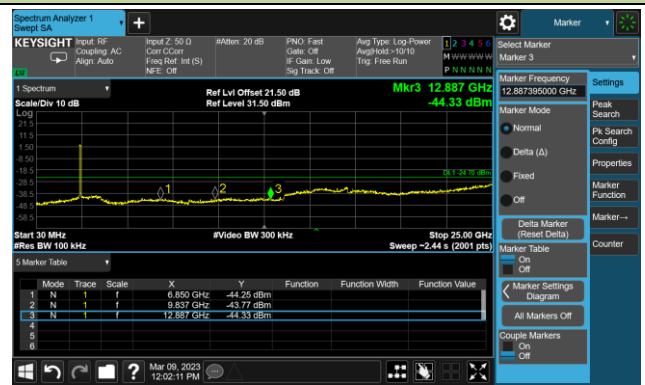 Spectrum Analyzer 1
Swept SA
+
Marker
KEYSIGHT
Input: RF
Coupling: AC
Align: Auto
Input Z: 50 Ω
Corr CCorr
Freq Ref: Int (S)
NFE: Off
#Atten: 20 dB
PNO: Fast
Gate: Off
IF Gain: Low
Sig Track: Off
Avg Type: Log-Power
Avg|Hold:>10/10
Trig: Free Run
1 2 3 4 5 6
M W W W W W
P N N N N N
LXI
1 Spectrum
Scale/Div 10 dB
Log
Ref Lvl Offset 21.50 dB
Ref Level 31.50 dBm
Mkr3 12.887 GHz
-44.33 dBm
21.5
11.5
1.50
-8.50
-18.5
-28.5
-38.5
-48.5
-58.5
DL1 -24.70 dBm
1
2
3
Start 30 MHz
#Res BW 100 kHz
#Video BW 300 kHz
Stop 25.00 GHz
Sweep ~2.44 s (2001 pts)
5 Marker Table
Mode Trace Scale X Y Function Function Width Function Value
1 N 1 f 6.850 GHz -44.25 dBm
2 N 1 f 9.837 GHz -43.77 dBm
3 N 1 f 12.887 GHz -44.33 dBm
4
5
6
Mar 09, 2023
12:02:11 PM
?
Select Marker
Marker 3
Marker Frequency
12.887395000 GHz
Marker Mode
Normal
Delta (Δ)
Fixed
Off
Delta Marker
(Reset Delta)
Marker Table
On
Off
Marker Settings
Diagram
All Markers Off
Couple Markers
On
Off
Settings
Peak
Search
Pk Search
Config
Properties
Marker
Function
Marker→
Counter